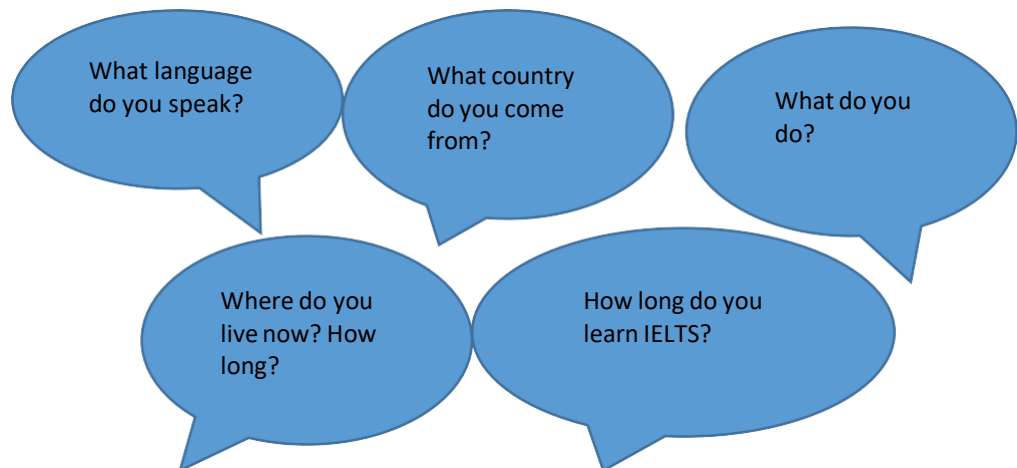 What language
do you speak?
What country
do you come
from?
What do you
do?
Where do you
live now? How
long?
How long do you
learn IELTS?